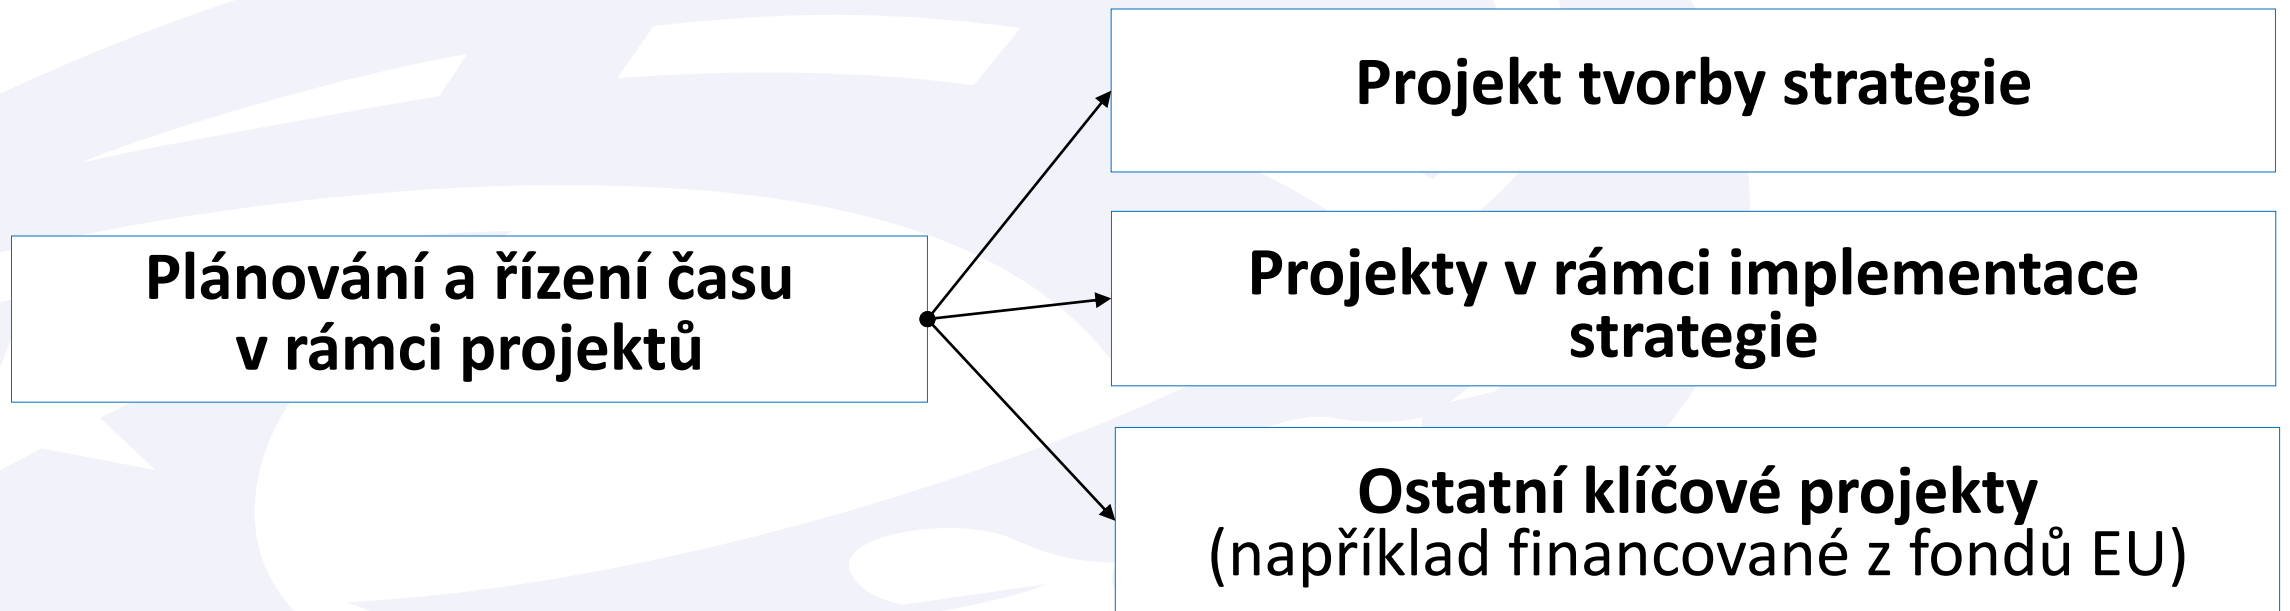 Projekt tvorby strategie
Plánování a řízení času
v rámci projektů
Projekty v rámci implementace
strategie
Ostatní klíčové projekty
(například financované z fondů EU)